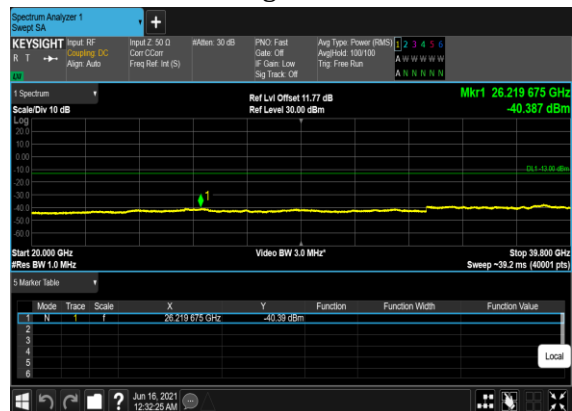 Spectrum Analyzer 1
Swept SA
+
KEYSIGHT Input: RF Input Z: 50 Ω #Atten: 30 dB PNO: Fast Avg Type: Power (RMS) 1 2 3 4 5 6
R T Coupling: DC Corr CCorr Gate: Off Avg|Hold: 100/100 A W W W W W
Align: Auto Freq Ref: Int (S) IF Gain: Low Trig: Free Run
LW Sig Track: Off A N N N N N
1 Spectrum Ref Lvl Offset 11.77 dB Mkr1 26.219 675 GHz
Scale/Div 10 dB Ref Level 30.00 dBm -40.387 dBm
Log
20.0
10.0
0.00
-10.0
DL1 -13.00 dBm
-20.0
-30.0
1
-40.0
-50.0
-60.0
Start 20.000 GHz Video BW 3.0 MHz* Stop 39.800 GHz
#Res BW 1.0 MHz Sweep ~39.2 ms (40001 pts)
5 Marker Table
Mode Trace Scale X Y Function Function Width Function Value
1 N 1 f 26.219 675 GHz -40.39 dBm
2
3
4
5
6
Local
? Jun 16, 2021
12:32:25 AM